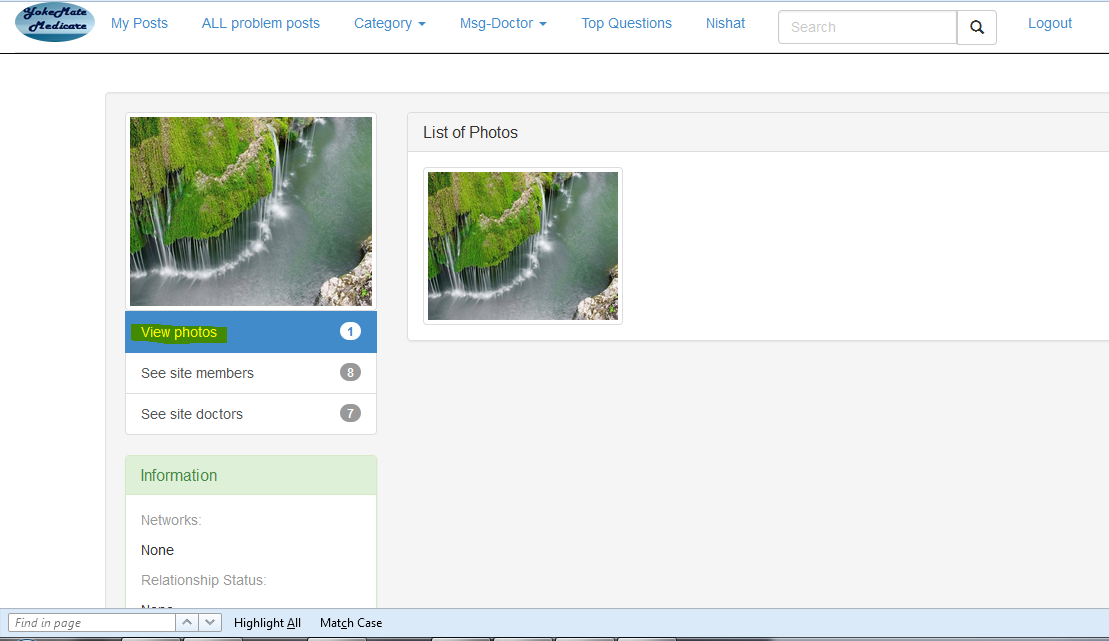 YokeMate
Medicare
My Posts ALL problem posts Category Msg-Doctor Top Questions Nishat Search Logout
List of Photos
View photos 1
See site members 8
See site doctors 7
Information
Networks:
None
Relationship Status:
None
Find in page Highlight All Match Case